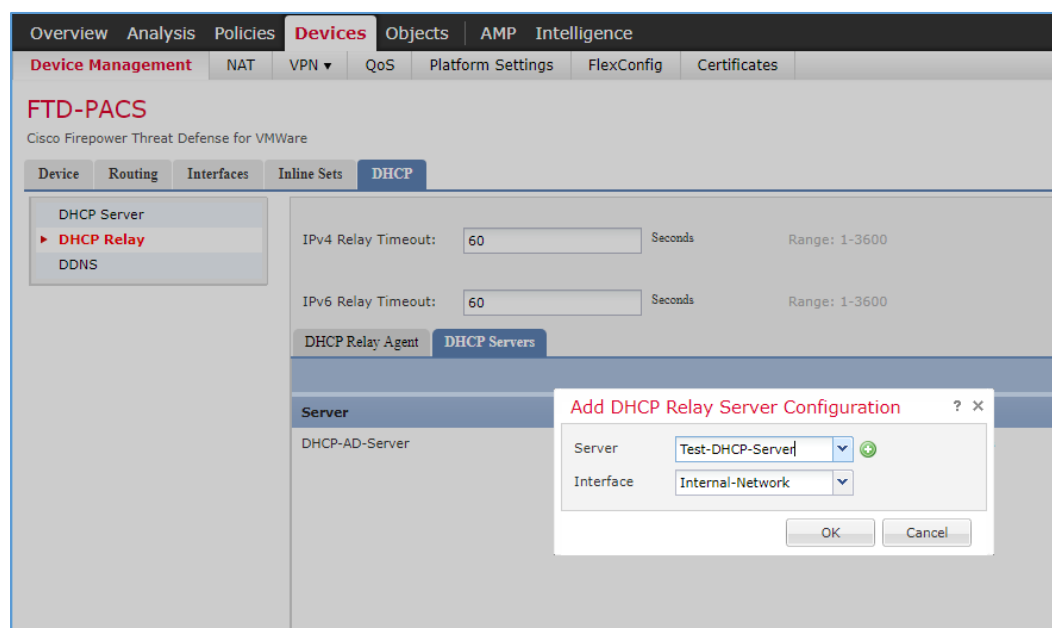 Overview Analysis Policies Devices Objects AMP Intelligence
Device Management NAT VPN QoS Platform Settings FlexConfig Certificates
FTD-PACS
Cisco Firepower Threat Defense for VMWare
Device Routing Interfaces Inline Sets DHCP
DHCP Server
DHCP Relay
DDNS
IPv4 Relay Timeout: 60 Seconds Range: 1-3600
IPv6 Relay Timeout: 60 Seconds Range: 1-3600
DHCP Relay Agent DHCP Servers
Server
DHCP-AD-Server
Add DHCP Relay Server Configuration ? ×
Server Test-DHCP-Server
Interface Internal-Network
OK Cancel